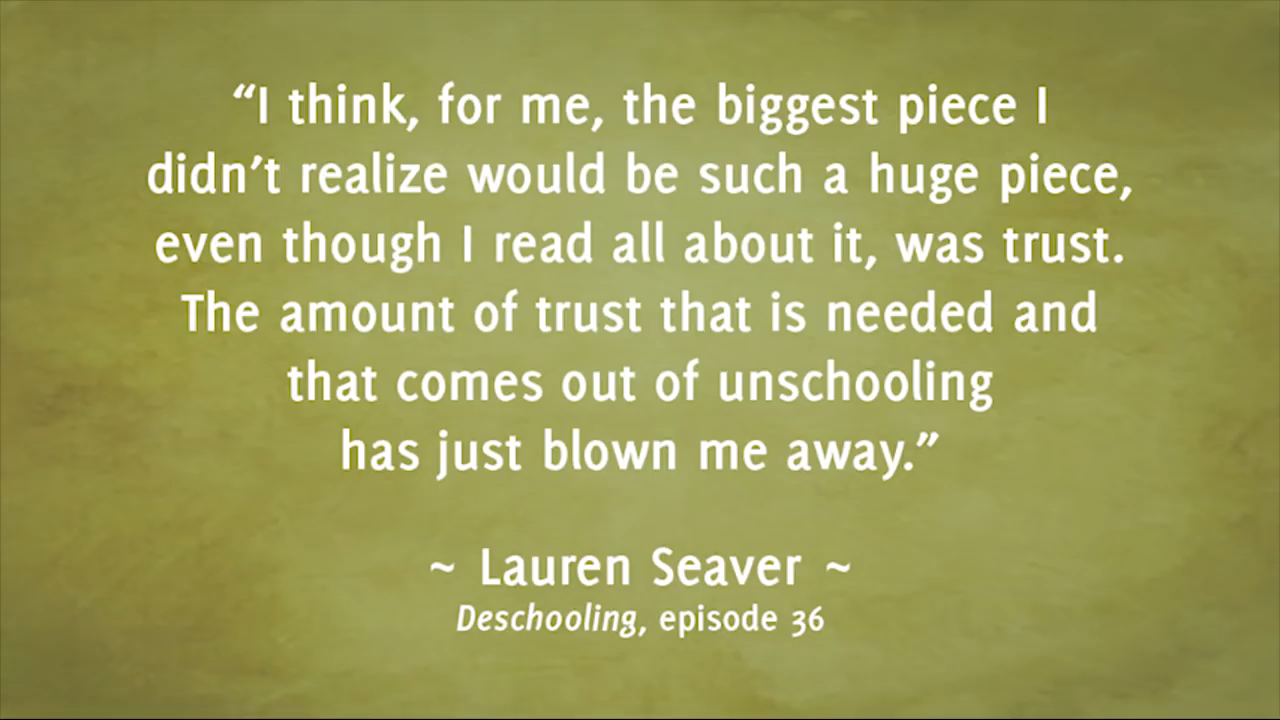 “I think, for me, the biggest piece I
didn’t realize would be such a huge piece,
even though I read all about it, was trust.
The amount of trust that is needed and
that comes out of unschooling
has just blown me away.”
~ Lauren Seaver ~
Deschooling, episode 36